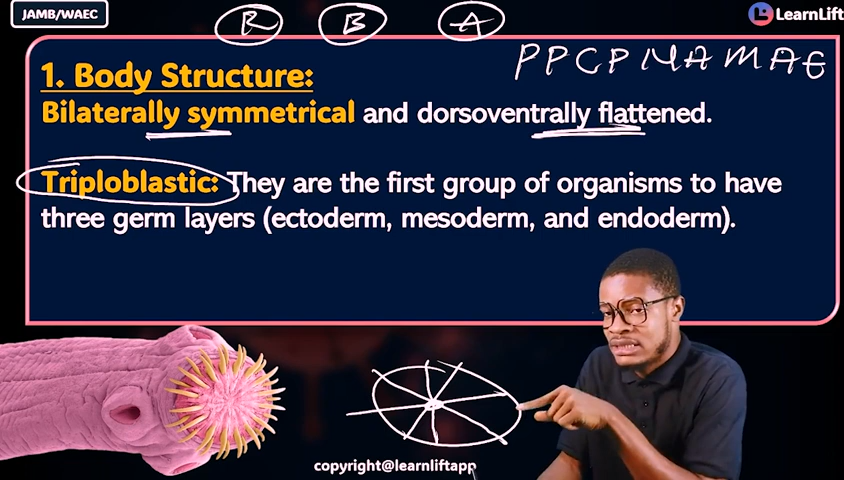 JAMB/WAEC
R B A
LearnLift
PPCPNAMAE
1. Body Structure:
Bilaterally symmetrical and dorsoventrally flattened.
Triploblastic: They are the first group of organisms to have
three germ layers (ectoderm, mesoderm, and endoderm).
copyright@learnliftapp